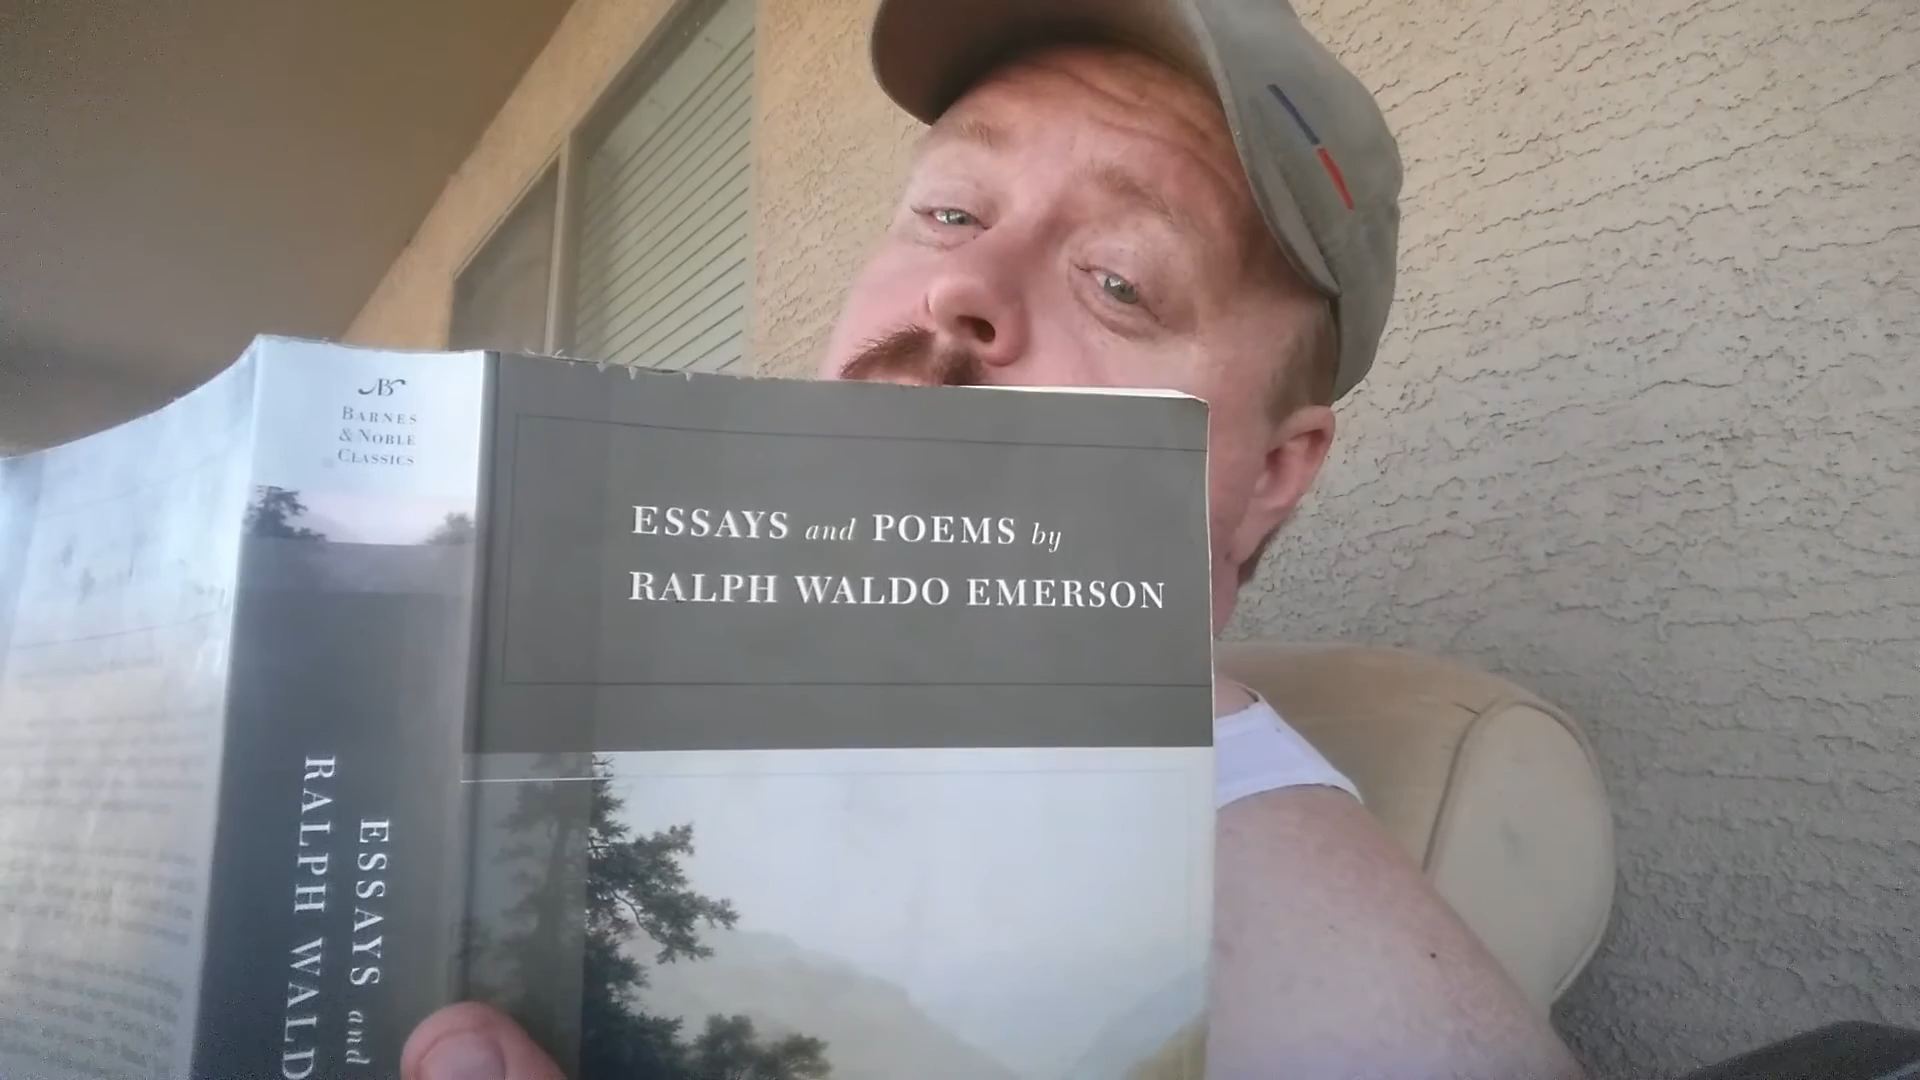 BARNES
& NOBLE
CLASSICS
ESSAYS and POEMS by
RALPH WALDO EMERSON
ESSAYS and
RALPH WALD